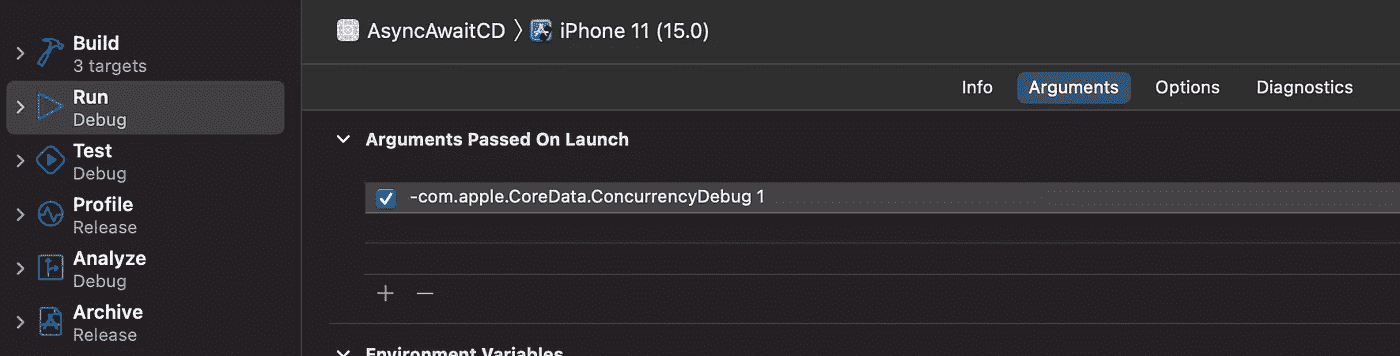 Build
3 targets
Run
Debug
Test
Debug
Profile
Release
Analyze
Debug
Archive
Release
AsyncAwaitCD 〉 iPhone 11 (15.0)
Info Arguments Options Diagnostics
Arguments Passed On Launch
-com.apple.CoreData.ConcurrencyDebug 1
Environment Variables